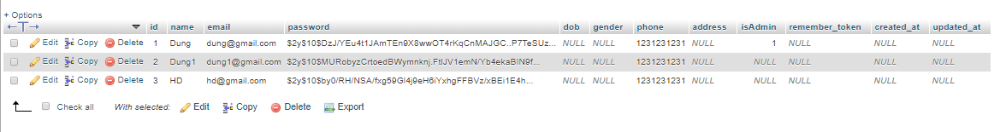 + Options
←T→ id name email password dob gender phone address isAdmin remember_token created_at updated_at
Edit Copy Delete 1 Dung dung@gmail.com $2y$10$DzJ/YEu4t1JAmTEn9X8wwOT4rKqCnMAJGC..P7TeSUz... NULL NULL 1231231231 NULL 1 NULL NULL NULL
Edit Copy Delete 2 Dung1 dung1@gmail.com $2y$10$MURobyzCrtoedBWymnknj.FtlJV1emN/Yb4ekaBIN9f... NULL NULL 1231231231 NULL NULL NULL NULL NULL
Edit Copy Delete 3 HD hd@gmail.com $2y$10$by0/RH/NSA/fxg59Gl4j9eH6iYxhgFFBVz/xBEi1E4h... NULL NULL 1231231231 NULL NULL NULL NULL NULL
Check all With selected: Edit Copy Delete Export